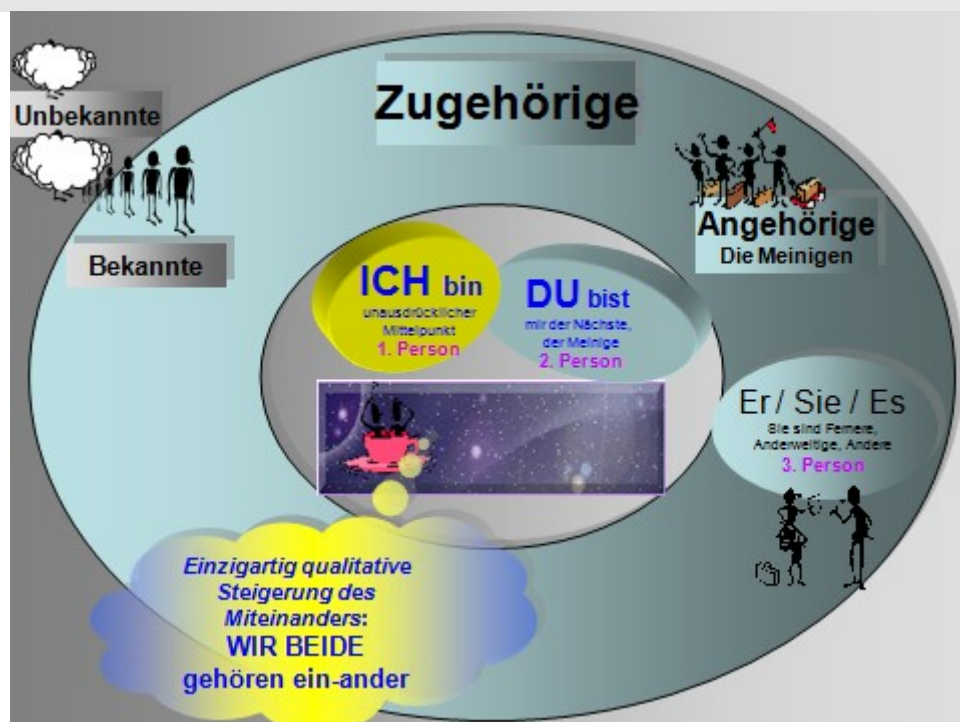 Unbekannte
Zugehörige
Bekannte
Angehörige
Die Meinigen
ICH bin
unausdrücklicher
Mittelpunkt
1. Person
DU bist
mir der Nächste,
der Meinige
2. Person
Er / Sie / Es
Sie sind Fernere,
Anderweitige, Andere
3. Person
Einzigartig qualitative
Steigerung des
Miteinanders:
WIR BEIDE
gehören ein-ander